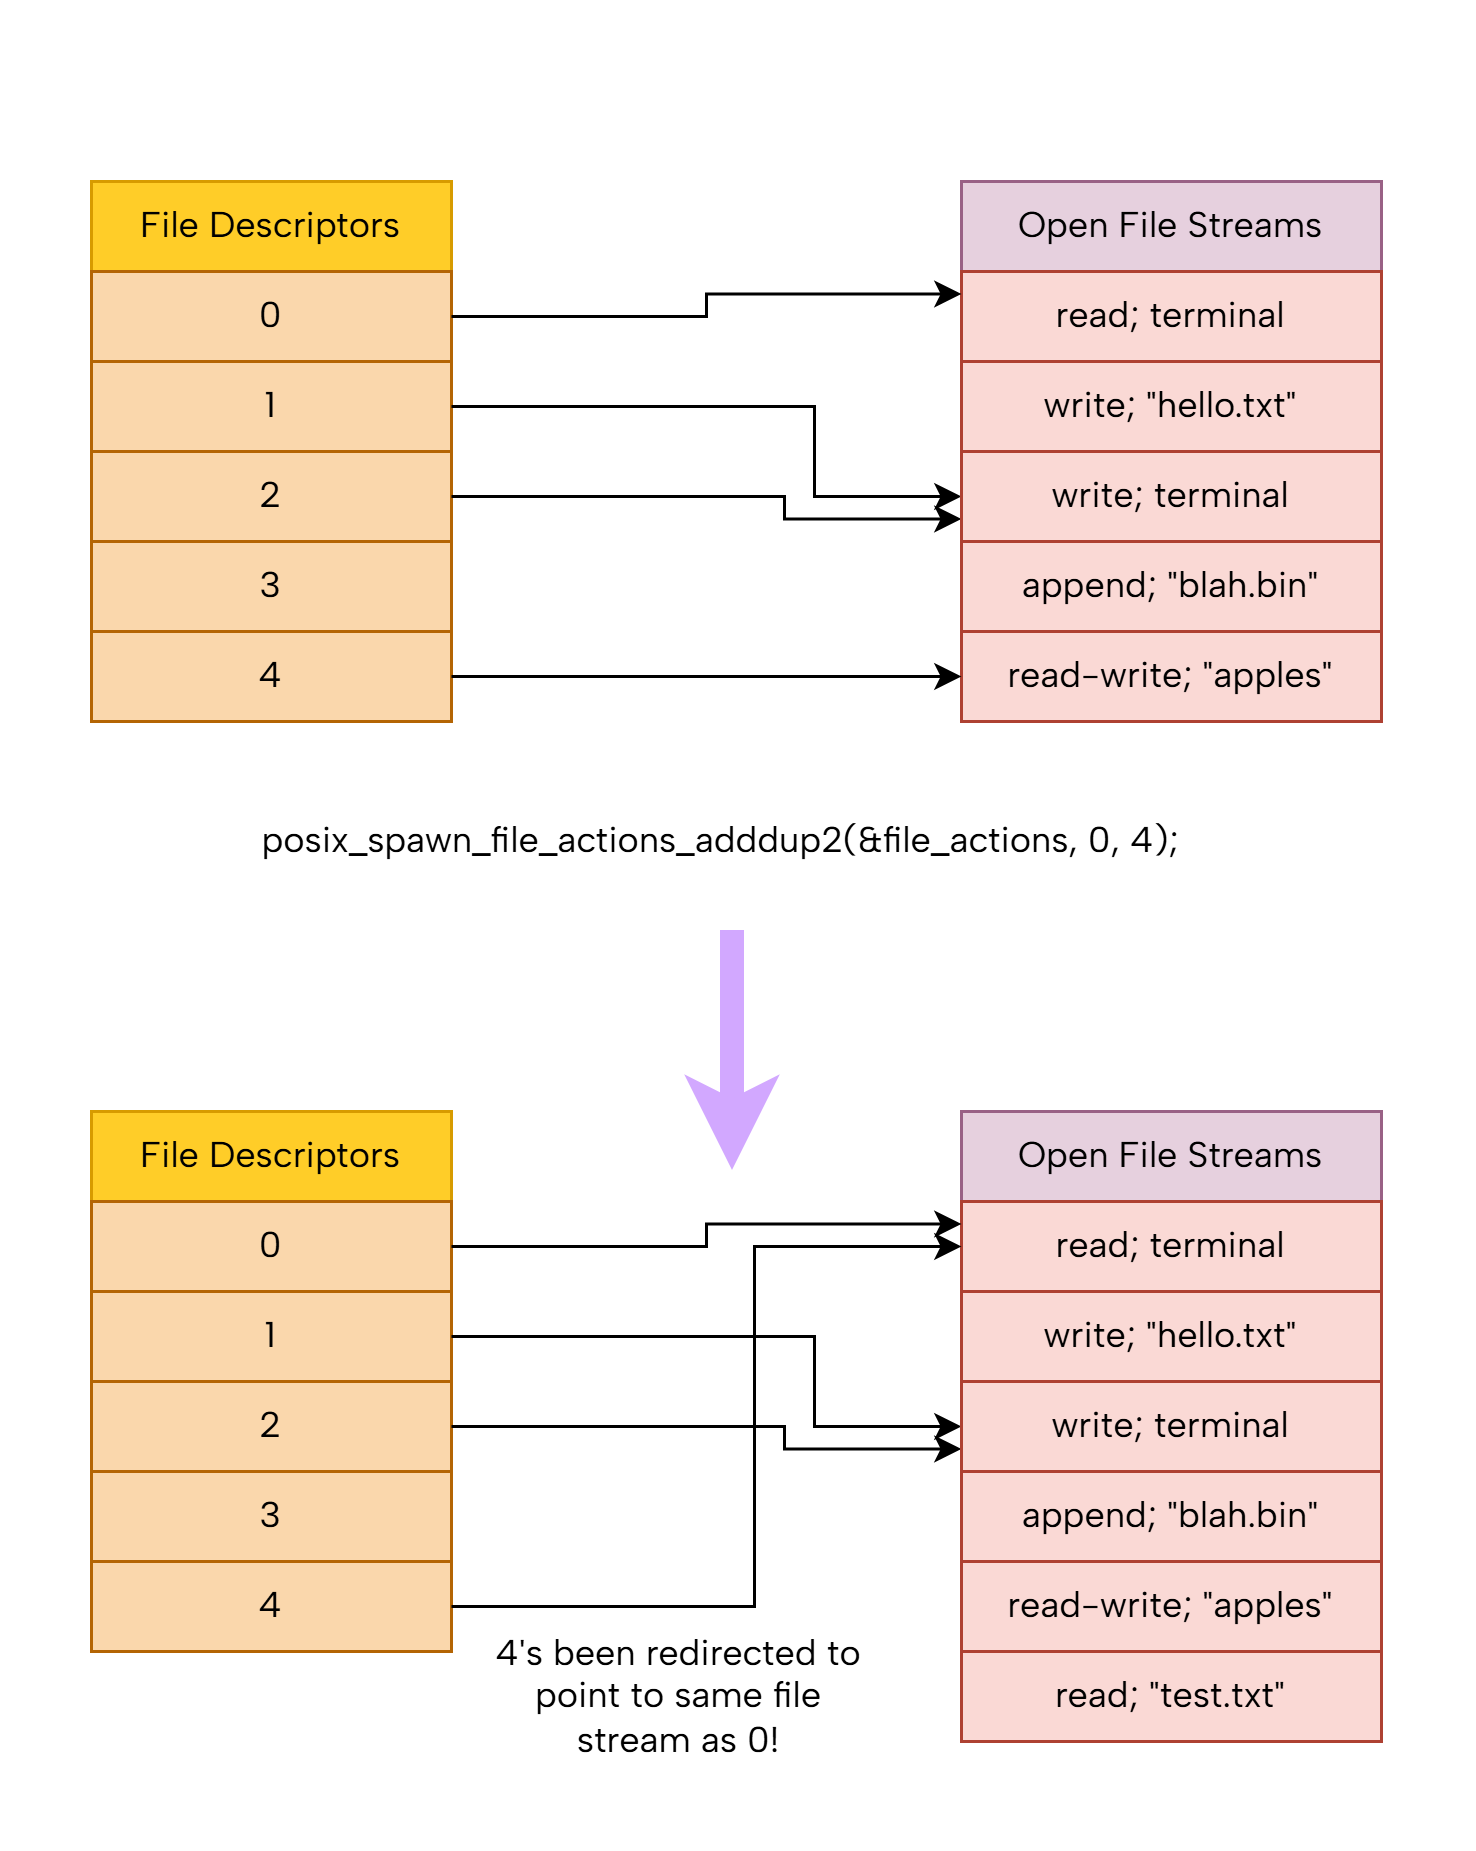 File Descriptors
0
1
2
3
4
Open File Streams
read; terminal
write; "hello.txt"
write; terminal
append; "blah.bin"
read-write; "apples"
posix_spawn_file_actions_adddup2(&file_actions, 0, 4);
File Descriptors
0
1
2
3
4
Open File Streams
read; terminal
write; "hello.txt"
write; terminal
append; "blah.bin"
read-write; "apples"
read; "test.txt"
4's been redirected to
point to same file
stream as 0!